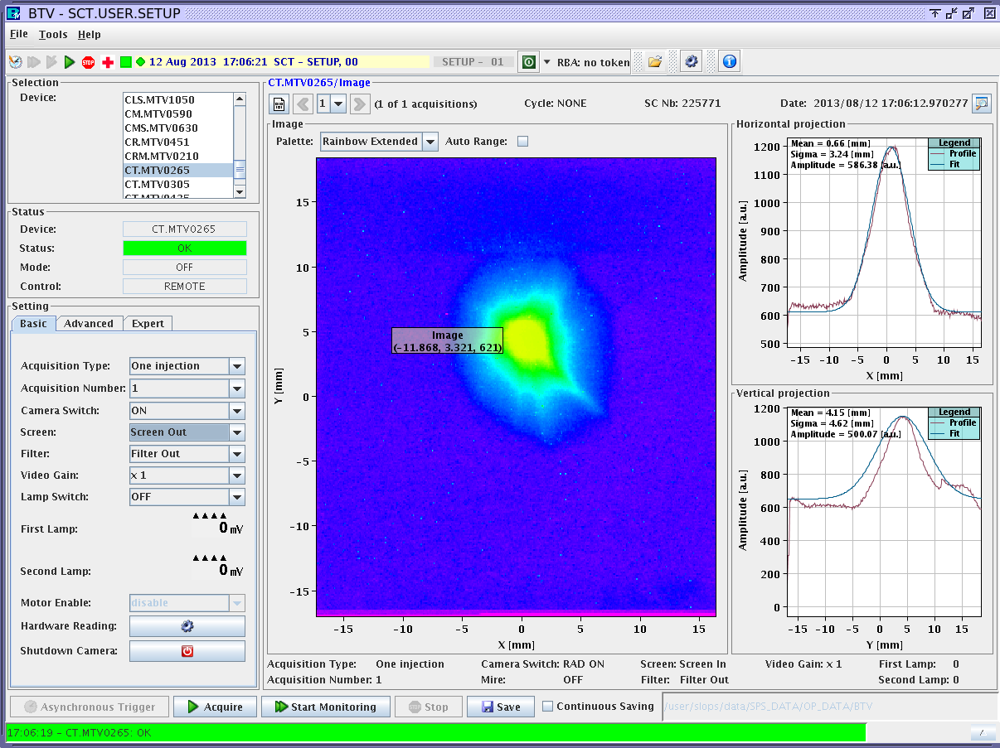 BTV - SCT.USER.SETUP
File Tools Help
12 Aug 2013 17:06:21 SCT - SETUP, 00
SETUP - 01
RBA: no token
Selection
Device:
CLS.MTV1050
CM.MTV0590
CMS.MTV0630
CR.MTV0451
CRM.MTV0210
CT.MTV0265
CT.MTV0305
CT.MTV0435
Status
Device: CT.MTV0265
Status: OK
Mode: OFF
Control: REMOTE
Setting
Basic Advanced Expert
Acquisition Type: One injection
Acquisition Number: 1
Camera Switch: ON
Screen: Screen Out
Filter: Filter Out
Video Gain: x 1
Lamp Switch: OFF
First Lamp: 0 mV
Second Lamp: 0 mV
Motor Enable: disable
Hardware Reading:
Shutdown Camera:
CT.MTV0265/Image
1 (1 of 1 acquisitions) Cycle: NONE SC Nb: 225771 Date: 2013/08/12 17:06:12.970277
Image
Palette: Rainbow Extended Auto Range:
15
10
5
0
-5
-10
-15
Y [mm]
Image
(-11.868, 3.321, 621)
-15 -10 -5 0 5 10 15
X [mm]
Horizontal projection
Mean = 0.66 [mm]
Sigma = 3.24 [mm]
Amplitude = 586.38 [a.u.]
Legend
Profile
Fit
1200
1100
1000
900
800
700
600
500
Amplitude [a.u.]
-15 -10 -5 0 5 10 15
X [mm]
Vertical projection
Mean = 4.15 [mm]
Sigma = 4.62 [mm]
Amplitude = 500.07 [a.u.]
Legend
Profile
Fit
1200
1000
800
600
400
200
0
Amplitude [a.u.]
-15 -10 -5 0 5 10 15
Y [mm]
Acquisition Type: One injection Camera Switch: RAD ON Screen: Screen In Video Gain: x 1 First Lamp: 0
Acquisition Number: 1 Mire: OFF Filter: Filter Out Second Lamp: 0
Asynchronous Trigger Acquire Start Monitoring Stop Save Continuous Saving /user/slops/data/SPS_DATA/OP_DATA/BTV
17:06:19 - CT.MTV0265: OK